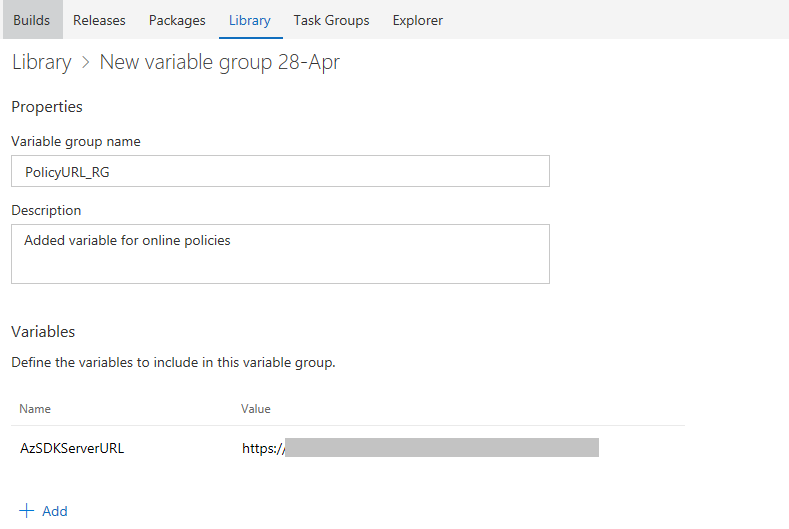 Builds Releases Packages Library Task Groups Explorer
Library > New variable group 28-Apr
Properties
Variable group name
PolicyURL_RG
Description
Added variable for online policies
Variables
Define the variables to include in this variable group.
Name Value
AzSDKServerURL https://
+ Add